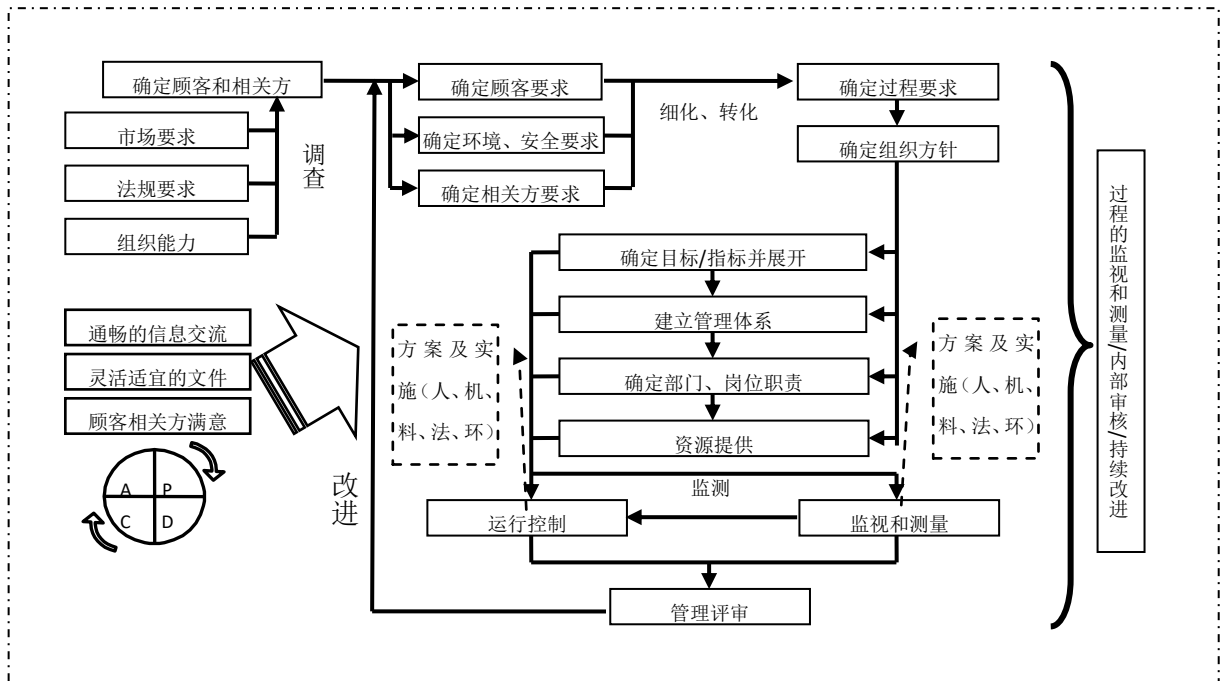 确定顾客和相关方
市场要求
法规要求
组织能力
调查
确定顾客要求
确定环境、安全要求
确定相关方要求
细化、转化
确定过程要求
确定组织方针
确定目标/指标并展开
建立管理体系
确定部门、岗位职责
资源提供
方案及实
施（人、机、
料、法、环）
方案及实
施（人、机、
料、法、环）
监测
运行控制
监视和测量
管理评审
通畅的信息交流
灵活适宜的文件
顾客相关方满意
A P
C D
改进
过程的监视和测量/内部审核/持续改进